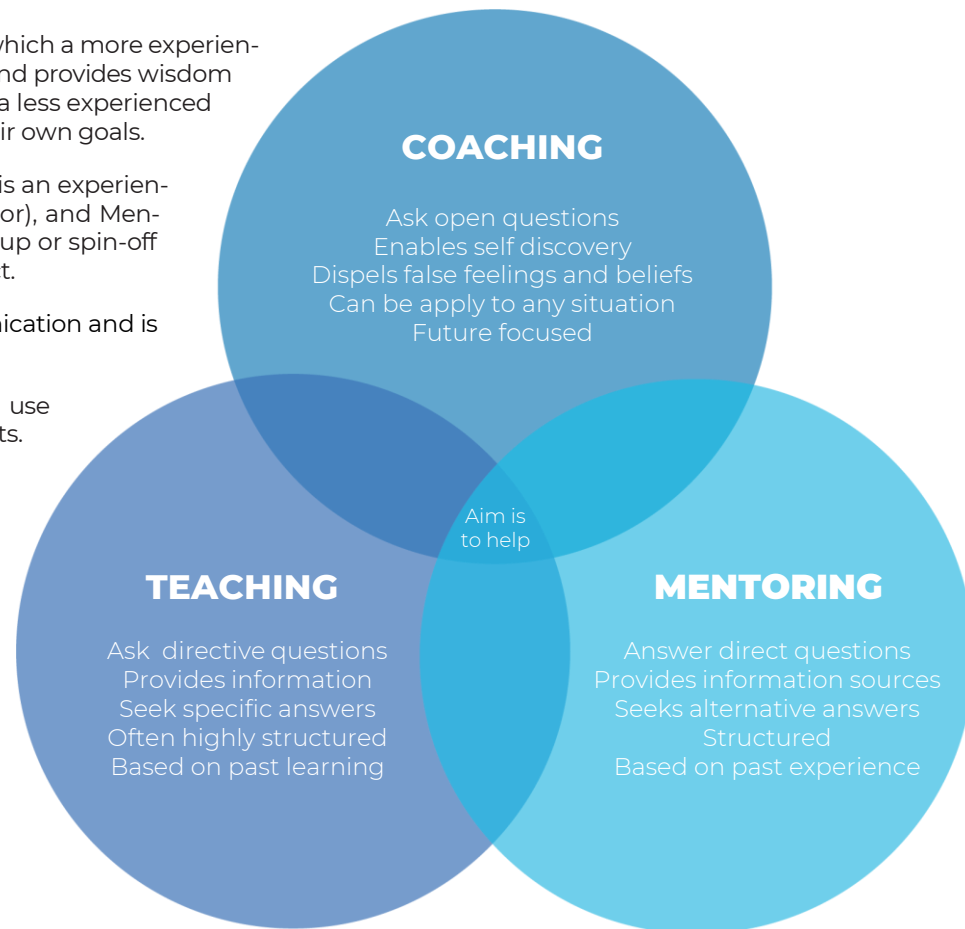 which a more experien-
nd provides wisdom
a less experienced
ir own goals.
is an experien-
or), and Men-
up or spin-off
ct.
nication and is
use
ts.
COACHING
Ask open questions
Enables self discovery
Dispels false feelings and beliefs
Can be apply to any situation
Future focused
Aim is
to help
TEACHING
Ask directive questions
Provides information
Seek specific answers
Often highly structured
Based on past learning
MENTORING
Answer direct questions
Provides information sources
Seeks alternative answers
Structured
Based on past experience